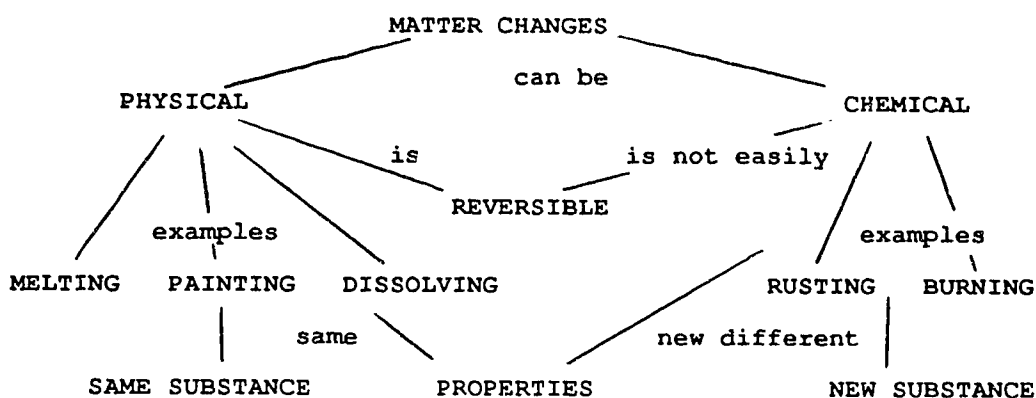 MATTER CHANGES
can be
PHYSICAL CHEMICAL
is is not easily
REVERSIBLE
examples examples
MELTING PAINTING DISSOLVING RUSTING BURNING
same new different
SAME SUBSTANCE PROPERTIES NEW SUBSTANCE